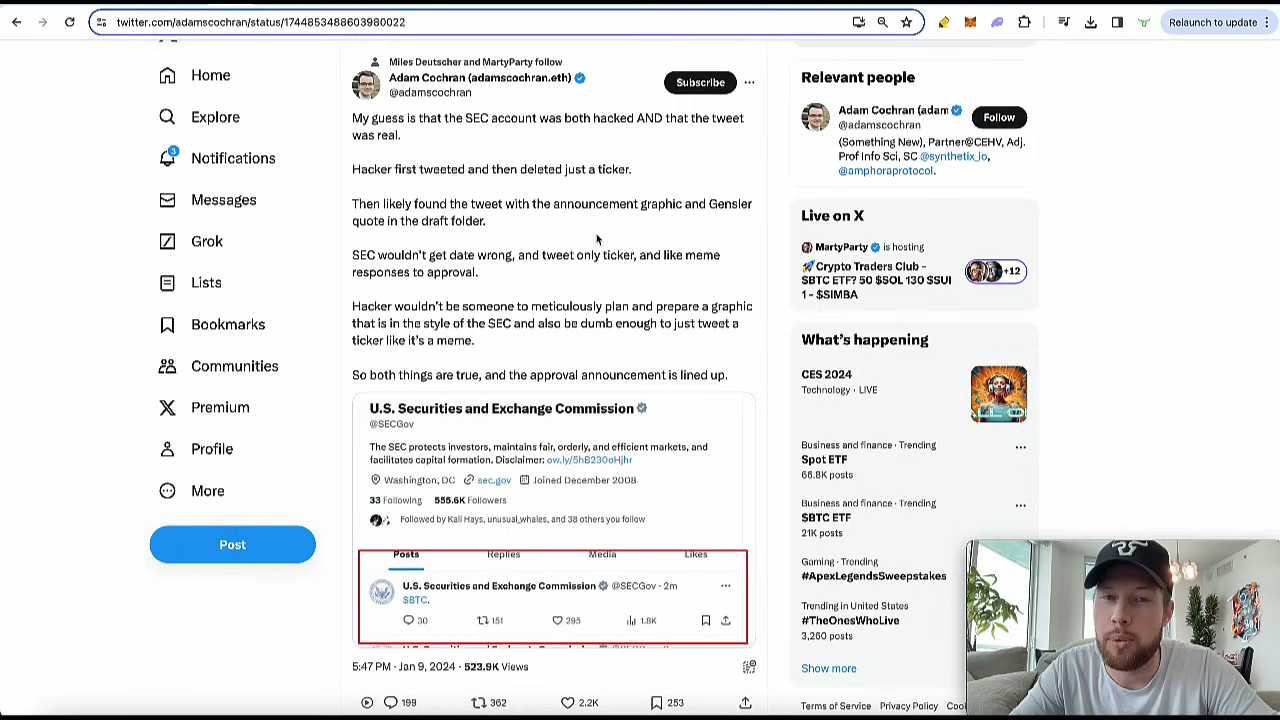 twitter.com/adamscochran/status/1744853488603980022
Relaunch to update
Home
Explore
3
Notifications
Messages
Grok
Lists
Bookmarks
Communities
Premium
Profile
More
Post
Miles Deutscher and MartyParty follow
Adam Cochran (adamscochran.eth)
@adamscochran
Subscribe
My guess is that the SEC account was both hacked AND that the tweet
was real.
Hacker first tweeted and then deleted just a ticker.
Then likely found the tweet with the announcement graphic and Gensler
quote in the draft folder.
SEC wouldn't get date wrong, and tweet only ticker, and like meme
responses to approval.
Hacker wouldn't be someone to meticulously plan and prepare a graphic
that is in the style of the SEC and also be dumb enough to just tweet a
ticker like it's a meme.
So both things are true, and the approval announcement is lined up.
U.S. Securities and Exchange Commission
@SECGov
The SEC protects investors, maintains fair, orderly, and efficient markets, and
facilitates capital formation. Disclaimer: ow.ly/5hB230oHjhr
Washington, DC sec.gov Joined December 2008
33 Following 555.6K Followers
Followed by Kali Hays, unusual_whales, and 38 others you follow
Posts Replies Media Likes
U.S. Securities and Exchange Commission @SECGov · 2m
$BTC.
30 151 295 1.8K
5:47 PM · Jan 9, 2024 · 523.9K Views
199 362 2.2K 253
Relevant people
Adam Cochran (adam
@adamscochran
Follow
(Something New), Partner@CEHV, Adj.
Prof Info Sci, SC @synthetix_io,
@amphoraprotocol.
Live on X
MartyParty is hosting
Crypto Traders Club -
$BTC ETF? 50 $SOL 130 $SUI
1 - $SIMBA
+12
What's happening
CES 2024
Technology · LIVE
Business and finance · Trending
Spot ETF
66.8K posts
Business and finance · Trending
$BTC ETF
21K posts
Gaming · Trending
#ApexLegendsSweepstakes
Trending in United States
#TheOnesWhoLive
3,260 posts
Show more
Terms of Service Privacy Policy